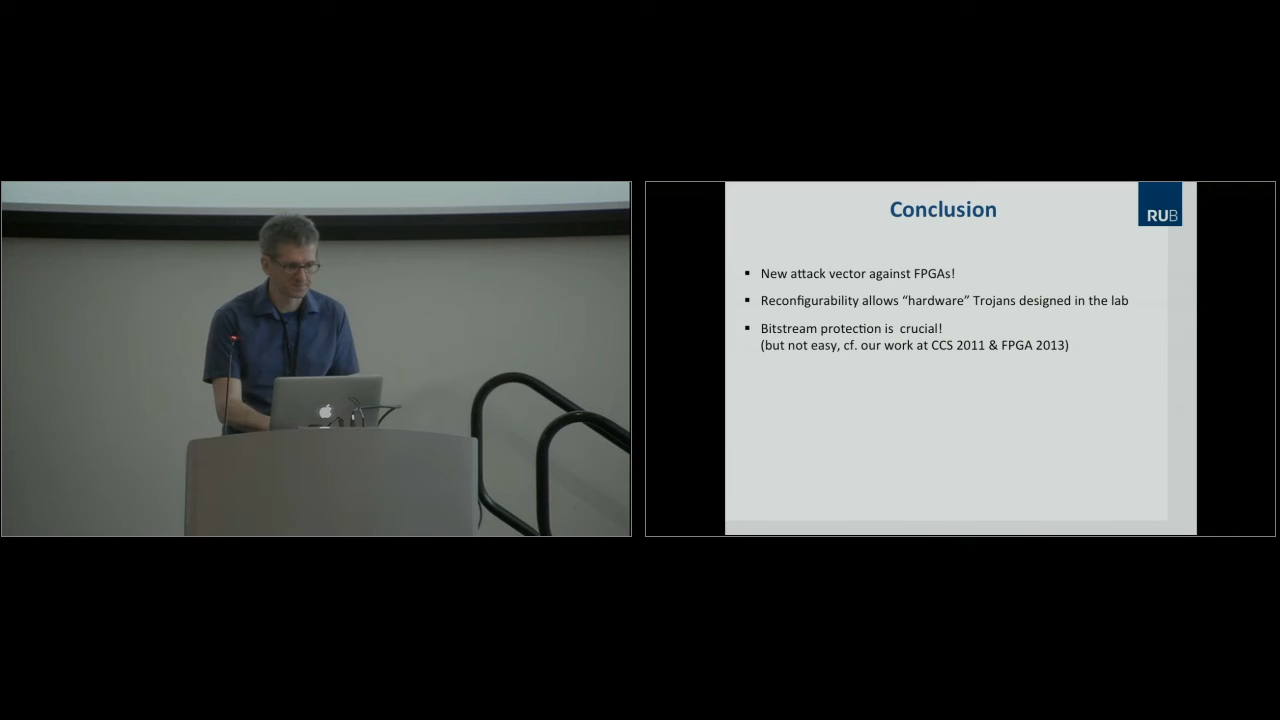 Conclusion
RUB
▪ New attack vector against FPGAs!
▪ Reconfigurability allows “hardware” Trojans designed in the lab
▪ Bitstream protection is  crucial!
(but not easy, cf. our work at CCS 2011 & FPGA 2013)